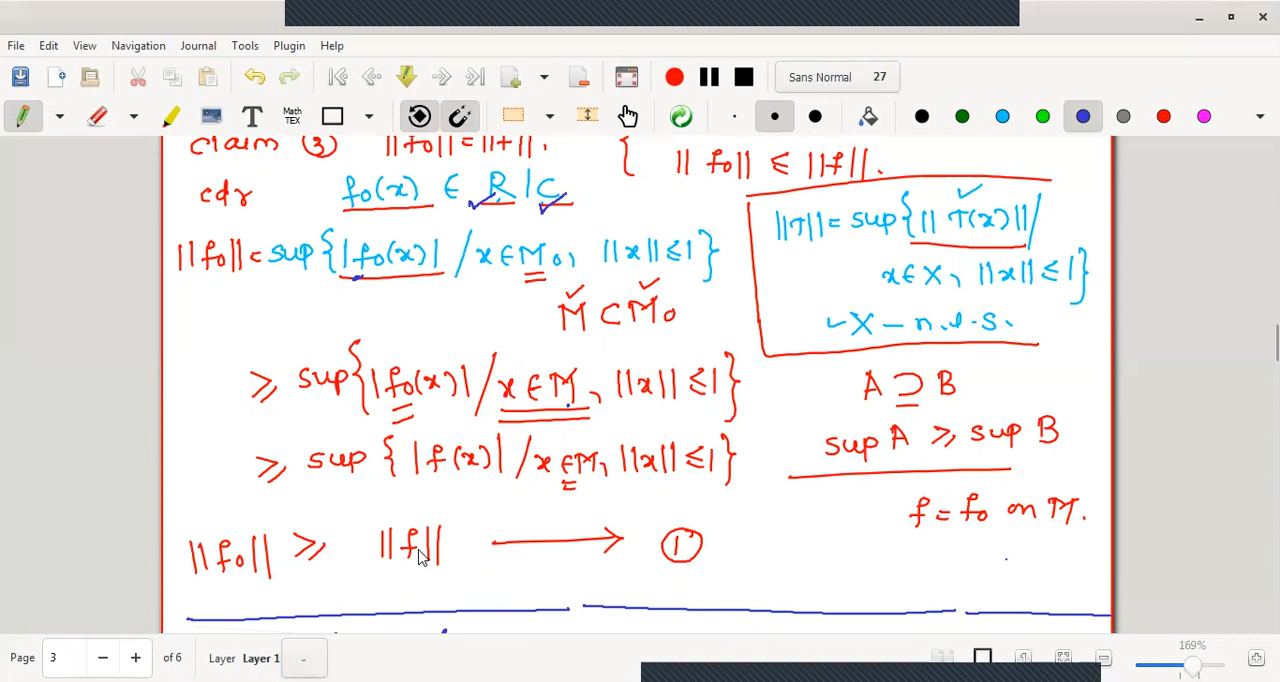 File Edit View Navigation Journal Tools Plugin Help
Sans Normal 27
T Math TEX
claim (3) ||f0||=||f||. { || f0|| ≤ ||f||.
cdr f0(x) ∈ R | C
||f0||= sup{|f0(x)| / x∈M0, ||x||≤1}
M ⊂ M0
≥ sup{|f0(x)| / x∈M, ||x||≤1}
≥ sup { |f(x)| / x∈M, ||x||≤1}
||f0|| ≥ ||f|| ⟶ 1
||T||= sup{|| T(x)|| /
x∈X, ||x||≤1}
✓X – n.l.s.
A ⊇ B
sup A ≥ sup B
f = f0 on M.
Page 3 of 6 Layer Layer 1 169%